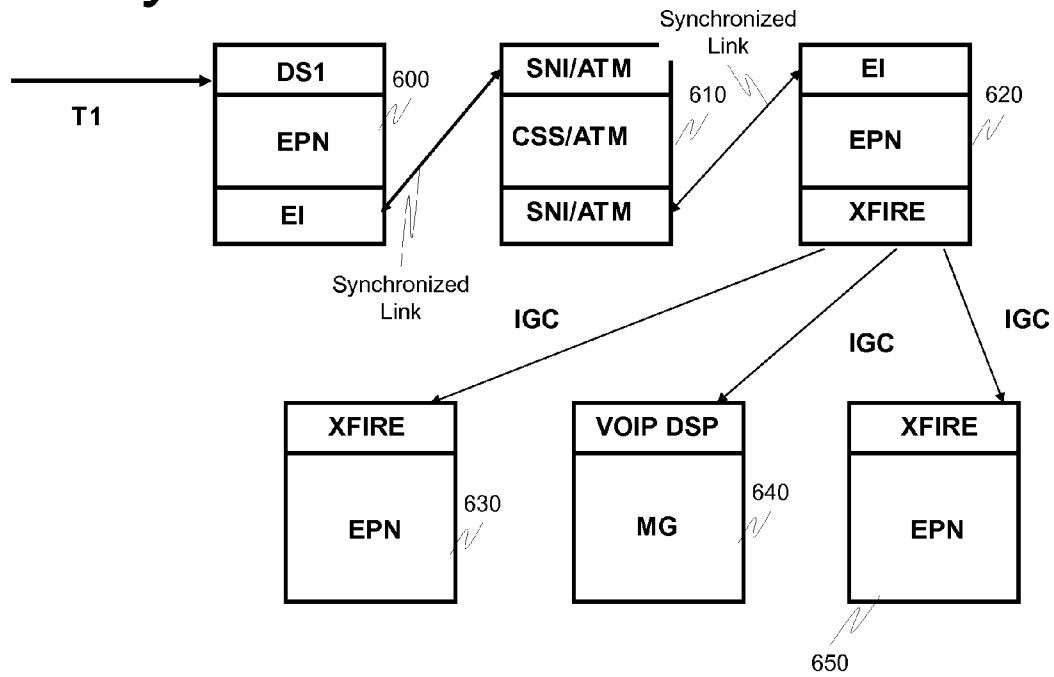 Synchronized
Link
DS1
SNI/ATM
EI
600
610
620
T1
EPN
CSS/ATM
EPN
EI
SNI/ATM
XFIRE
Synchronized
Link
IGC
IGC
IGC
XFIRE
VOIP DSP
XFIRE
630
640
EPN
MG
EPN
650